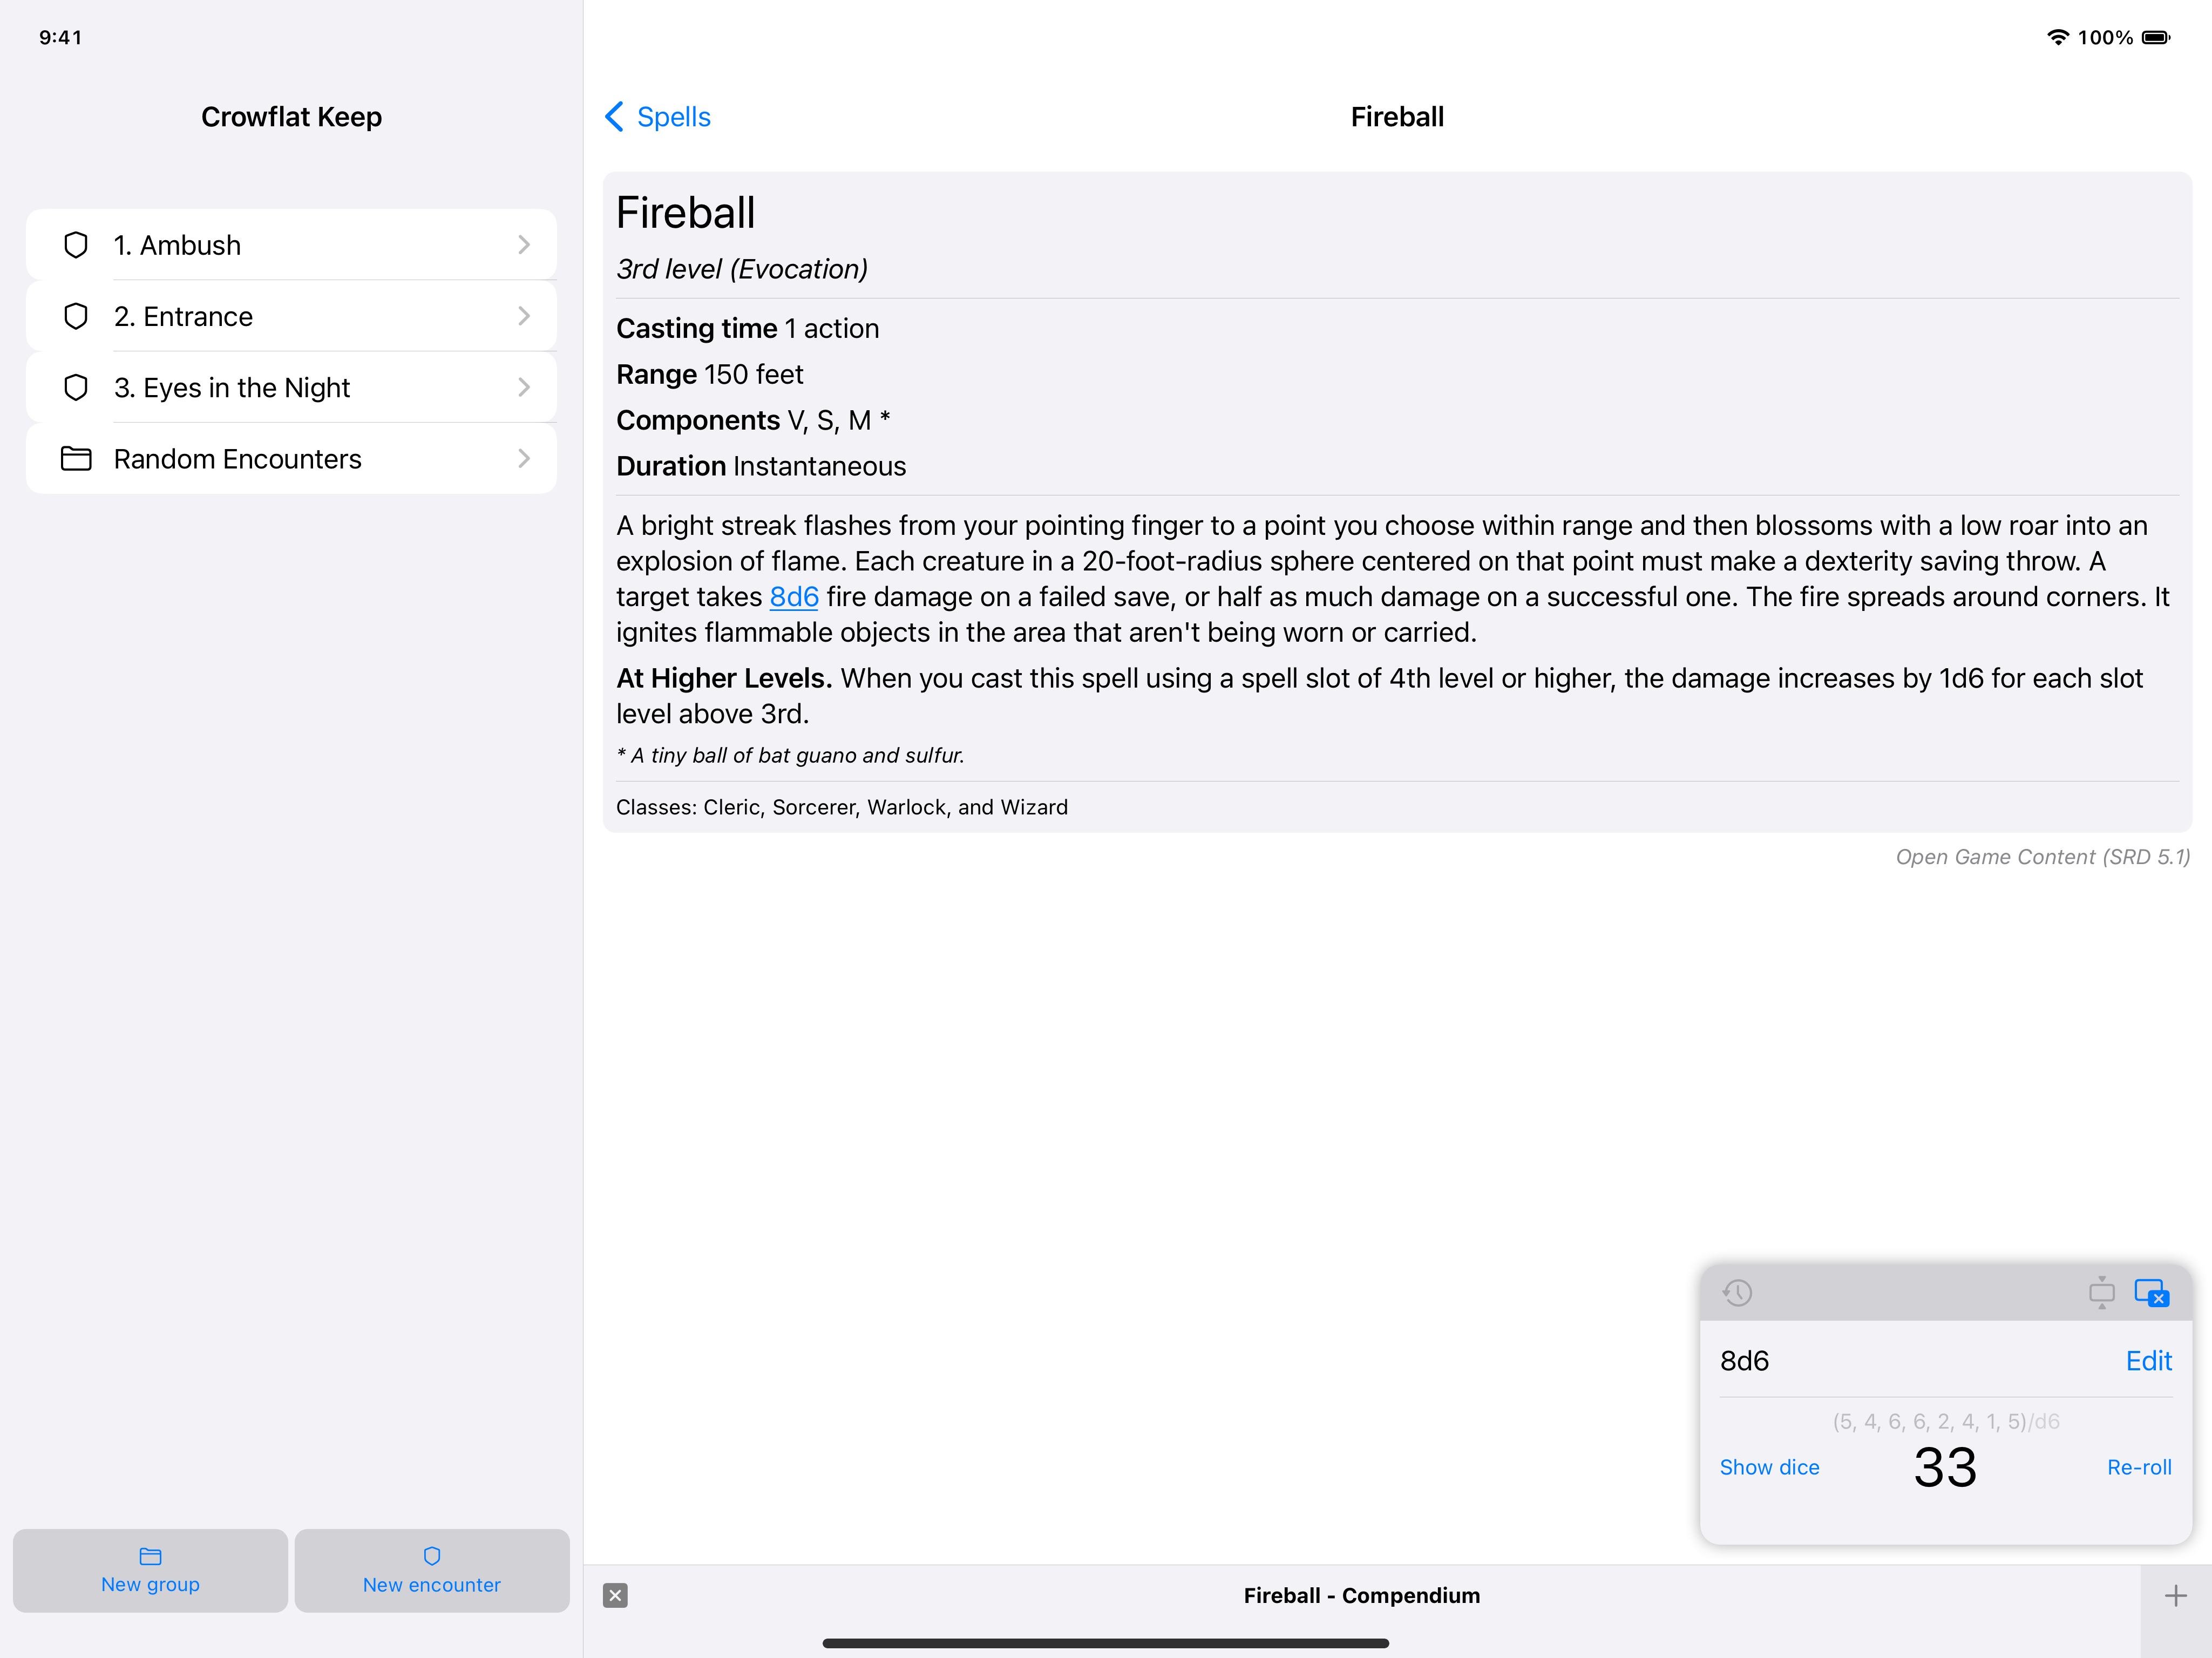 9:41
100%
Crowflat Keep
1. Ambush
2. Entrance
3. Eyes in the Night
Random Encounters
New group
New encounter
Spells
Fireball
Fireball
3rd level (Evocation)
Casting time 1 action
Range 150 feet
Components V, S, M *
Duration Instantaneous
A bright streak flashes from your pointing finger to a point you choose within range and then blossoms with a low roar into an
explosion of flame. Each creature in a 20-foot-radius sphere centered on that point must make a dexterity saving throw. A
target takes 8d6 fire damage on a failed save, or half as much damage on a successful one. The fire spreads around corners. It
ignites flammable objects in the area that aren't being worn or carried.
At Higher Levels. When you cast this spell using a spell slot of 4th level or higher, the damage increases by 1d6 for each slot
level above 3rd.
* A tiny ball of bat guano and sulfur.
Classes: Cleric, Sorcerer, Warlock, and Wizard
Open Game Content (SRD 5.1)
8d6
Edit
(5, 4, 6, 6, 2, 4, 1, 5)/d6
Show dice
33
Re-roll
Fireball - Compendium